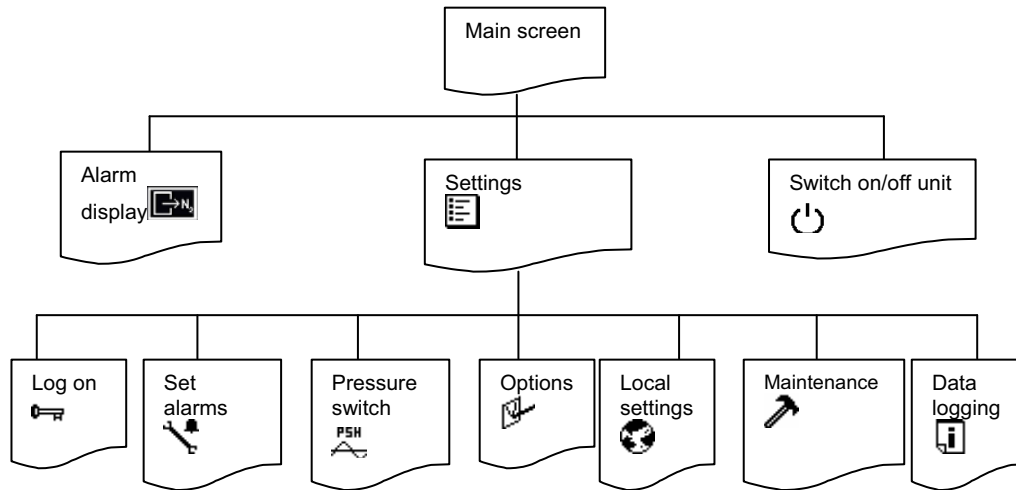 Main screen
Alarm
display
N2
Settings
Switch on/off unit
Log on
Set
alarms
Pressure
switch
PSH
Options
Local
settings
Maintenance
Data
logging
i